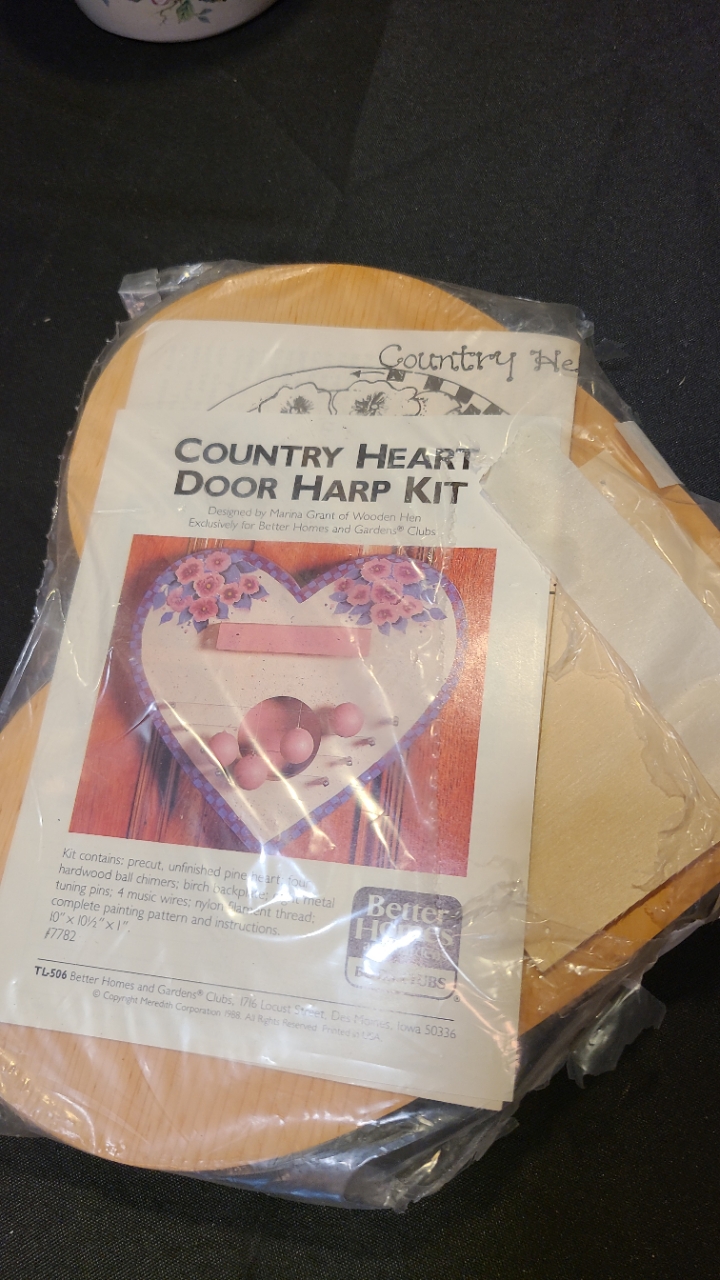 Country He
COUNTRY HEART
DOOR HARP KIT
Designed by Marina Grant of Wooden Hen
Exclusively for Better Homes and Gardens® Clubs
Kit contains: precut, unfinished pine heart, four
hardwood ball chimers; birch backplate; eight metal
tuning pins; 4 music wires; nylon filament thread;
complete painting pattern and instructions.
10" x 10½" x 1"
#7782
Better
Homes
TL-506 Better Homes and Gardens® Clubs, 1716 Locust Street, Des Moines, Iowa 50336
© Copyright Meredith Corporation 1988. All Rights Reserved. Printed in USA.